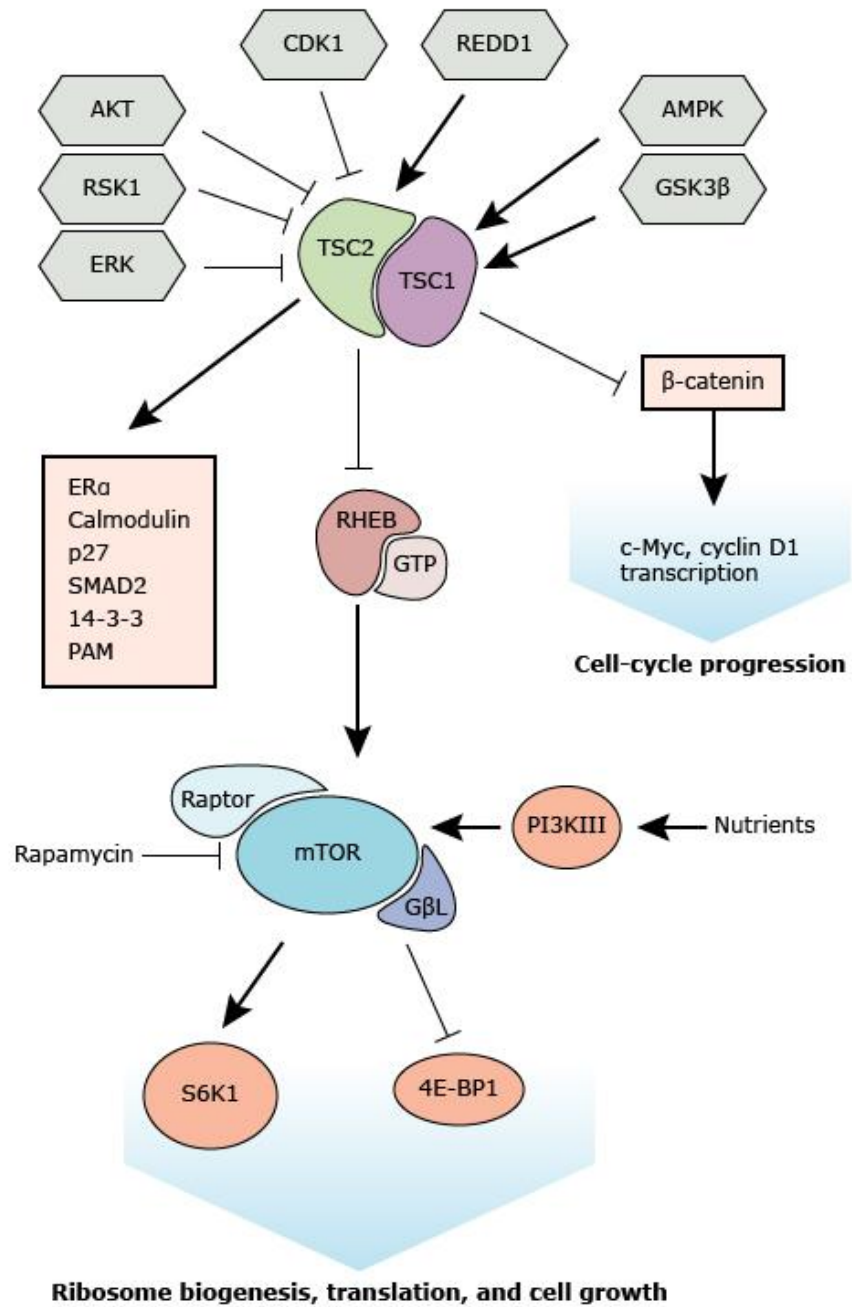 CDK1
REDD1
AKT
AMPK
RSK1
GSK3β
ERK
TSC2
TSC1
β-catenin
ERα
Calmodulin
p27
SMAD2
14-3-3
PAM
RHEB
GTP
c-Myc, cyclin D1
transcription
Cell-cycle progression
Raptor
Rapamycin
mTOR
PI3KIII
Nutrients
GβL
S6K1
4E-BP1
Ribosome biogenesis, translation, and cell growth